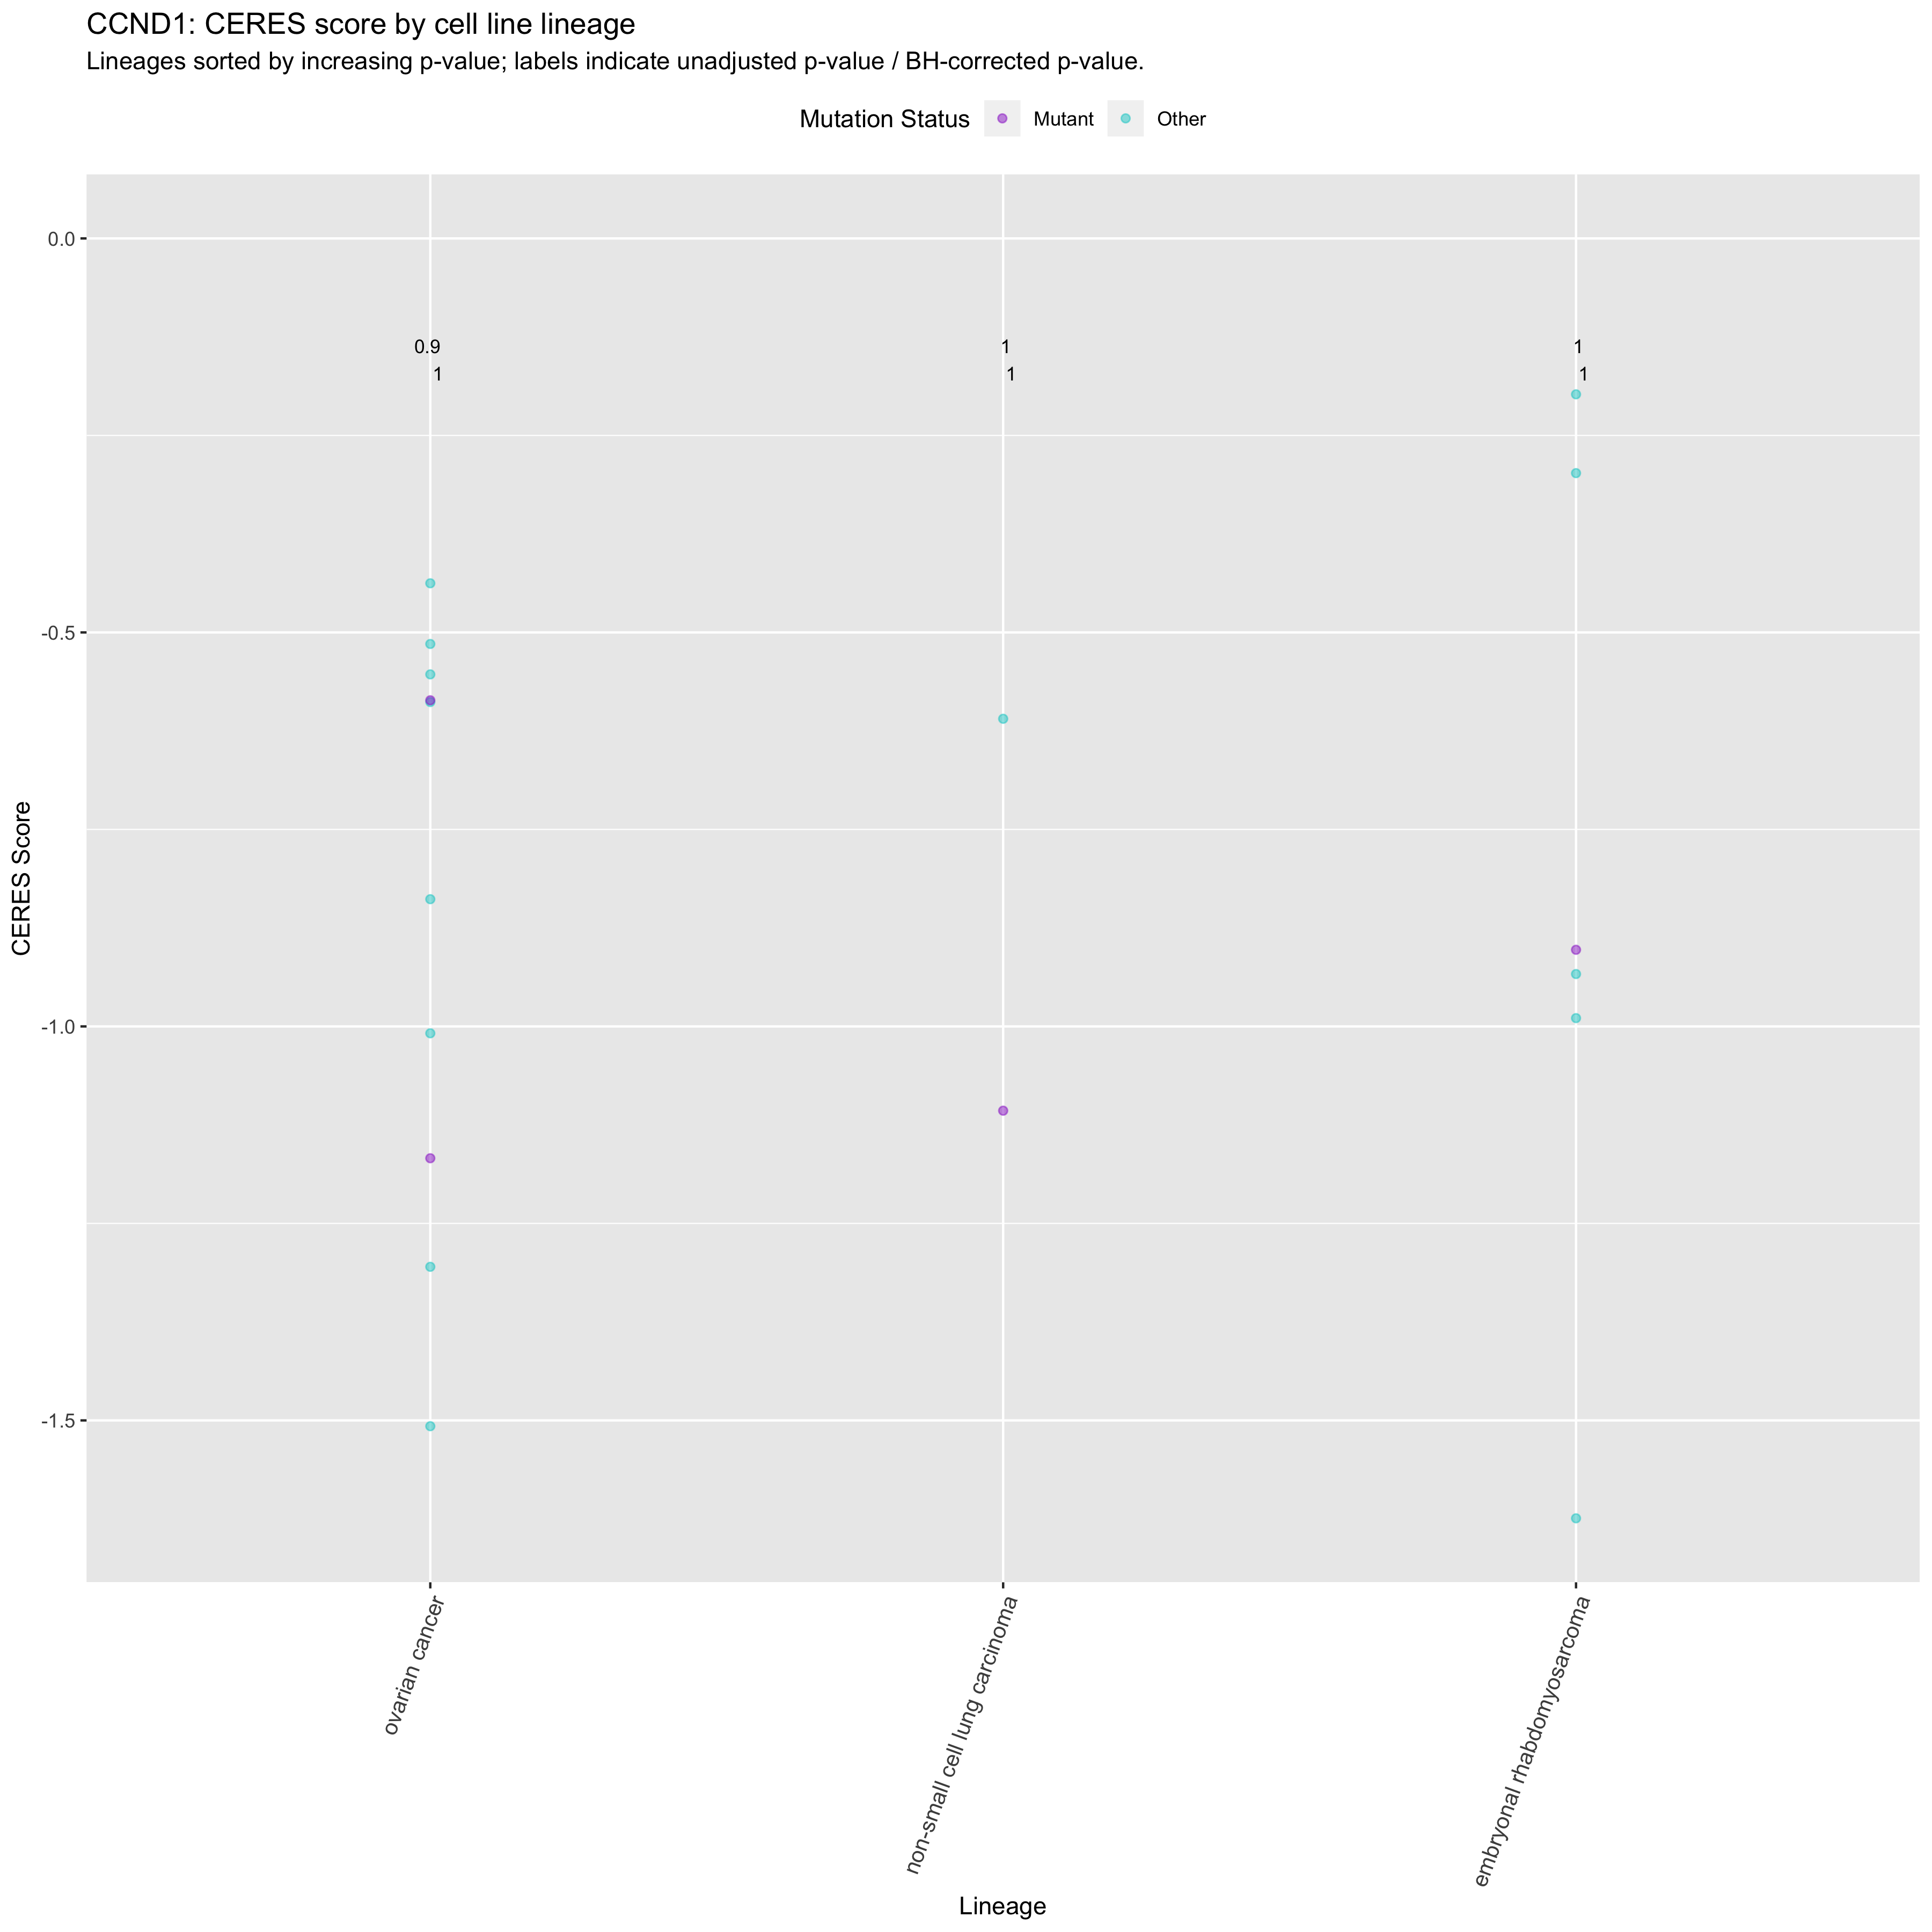 CCND1: CERES score by cell line lineage
Lineages sorted by increasing p-value; labels indicate unadjusted p-value / BH-corrected p-value.
Mutation Status Mutant Other
0.0
0.9 1 1
1 1 1
-0.5
-1.0
-1.5
CERES Score
ovarian cancer
non-small cell lung carcinoma
embryonal rhabdomyosarcoma
Lineage